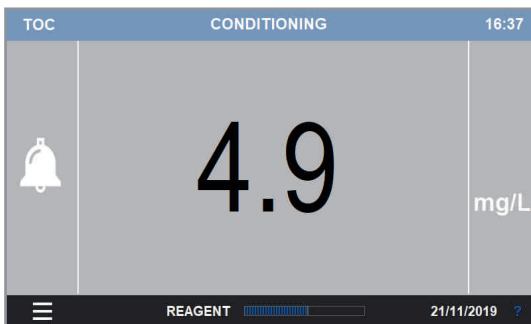 TOC CONDITIONING 16:37
4.9
mg/L
REAGENT 21/11/2019 ?